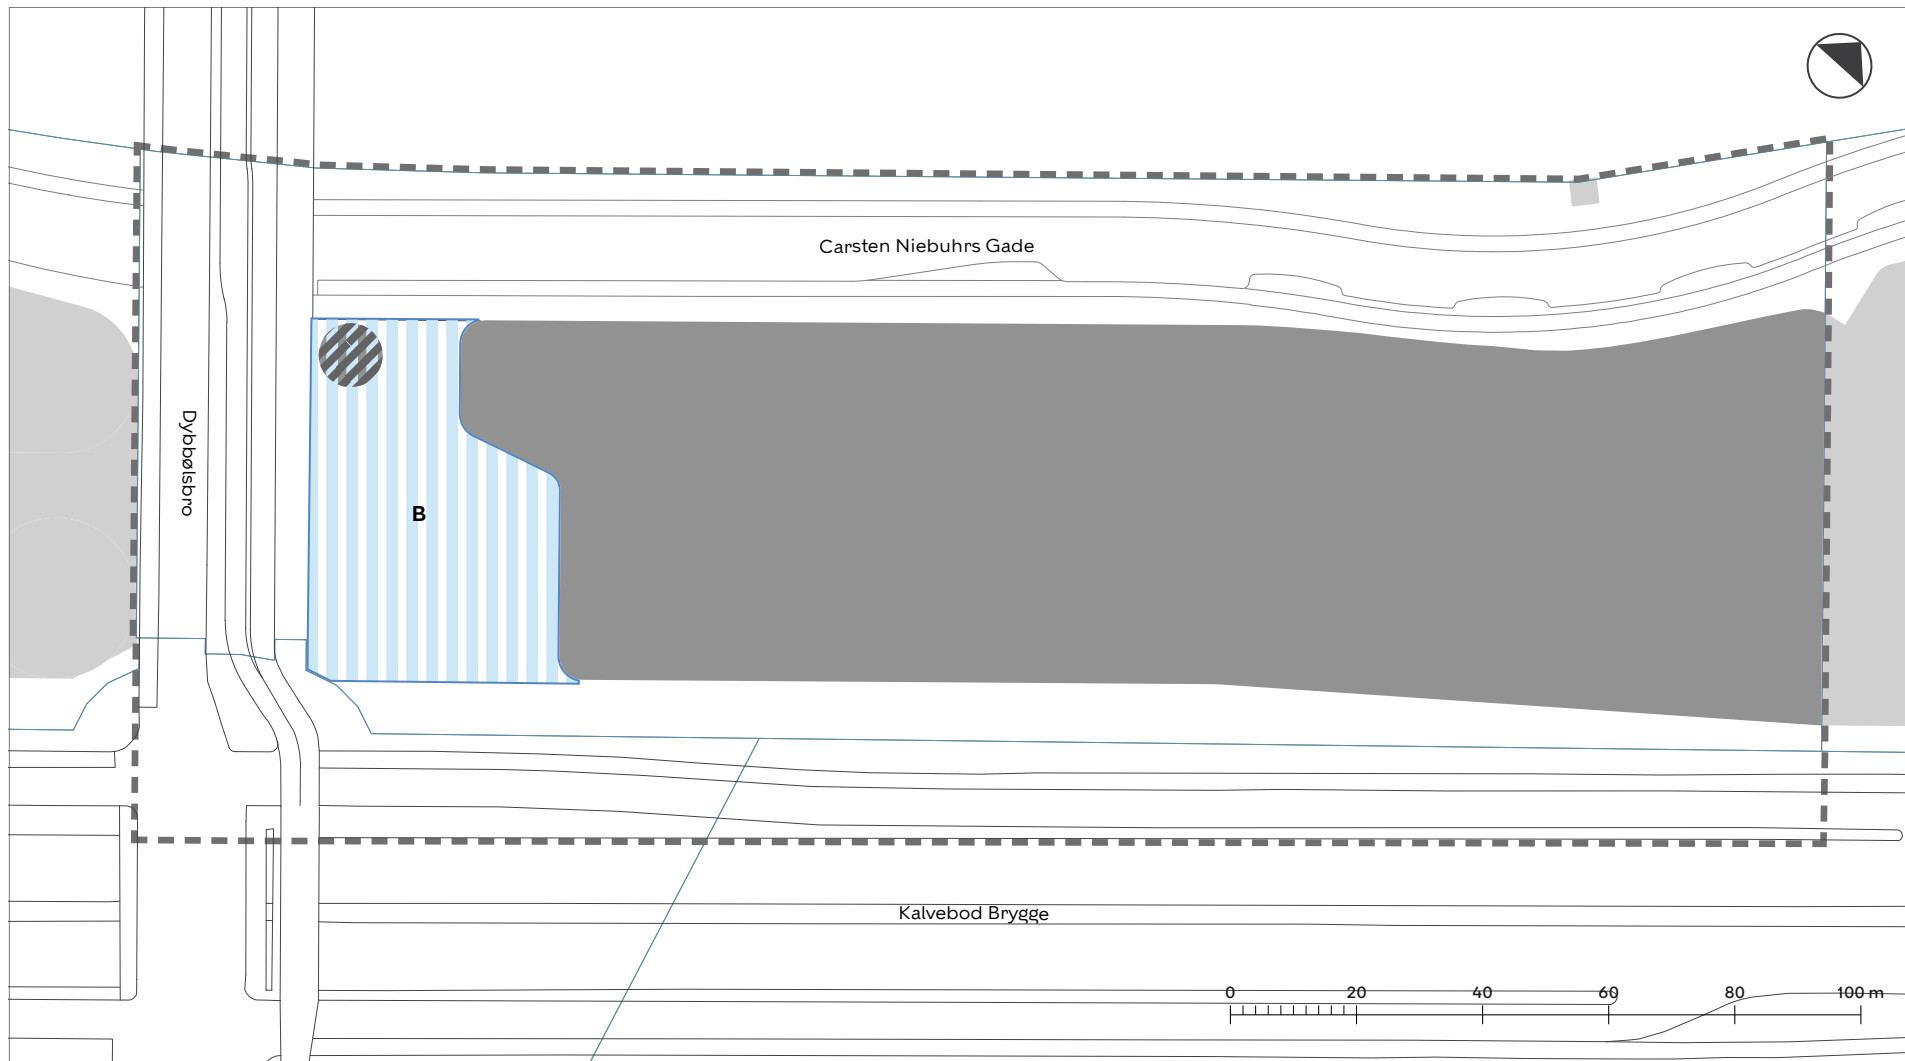 Carsten Niebuhrs Gade
Dybbølsbro
B
Kalvebod Brygge
0 20 40 60 80 100 m